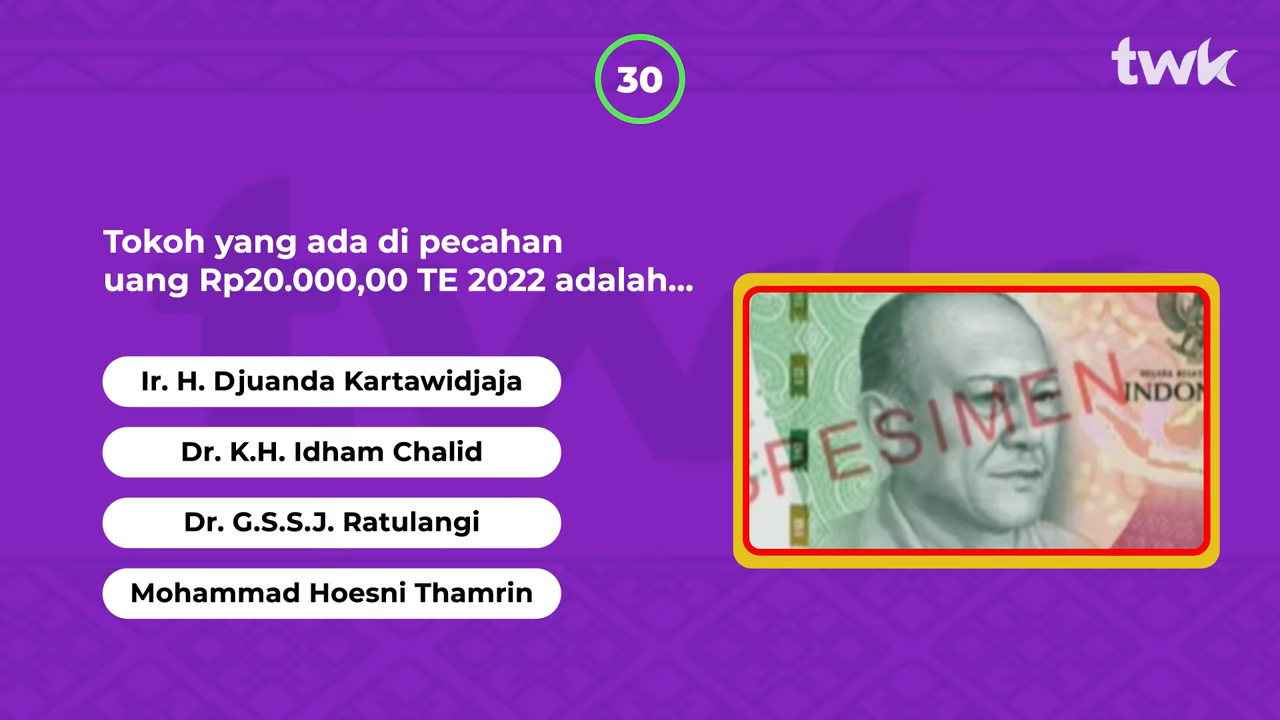 30
twk
Tokoh yang ada di pecahan
uang Rp20.000,00 TE 2022 adalah...
Ir. H. Djuanda Kartawidjaja
Dr. K.H. Idham Chalid
Dr. G.S.S.J. Ratulangi
Mohammad Hoesni Thamrin
SPESIMEN
INDON